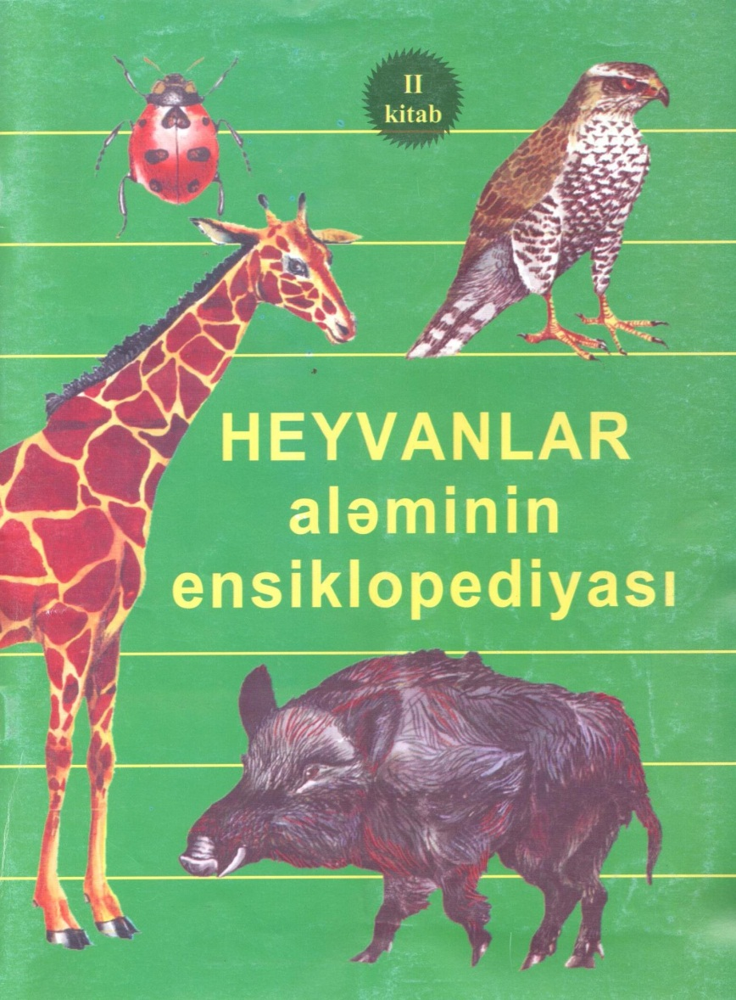 II
kitab
HEYVANLAR
aləminin
ensiklopediyası